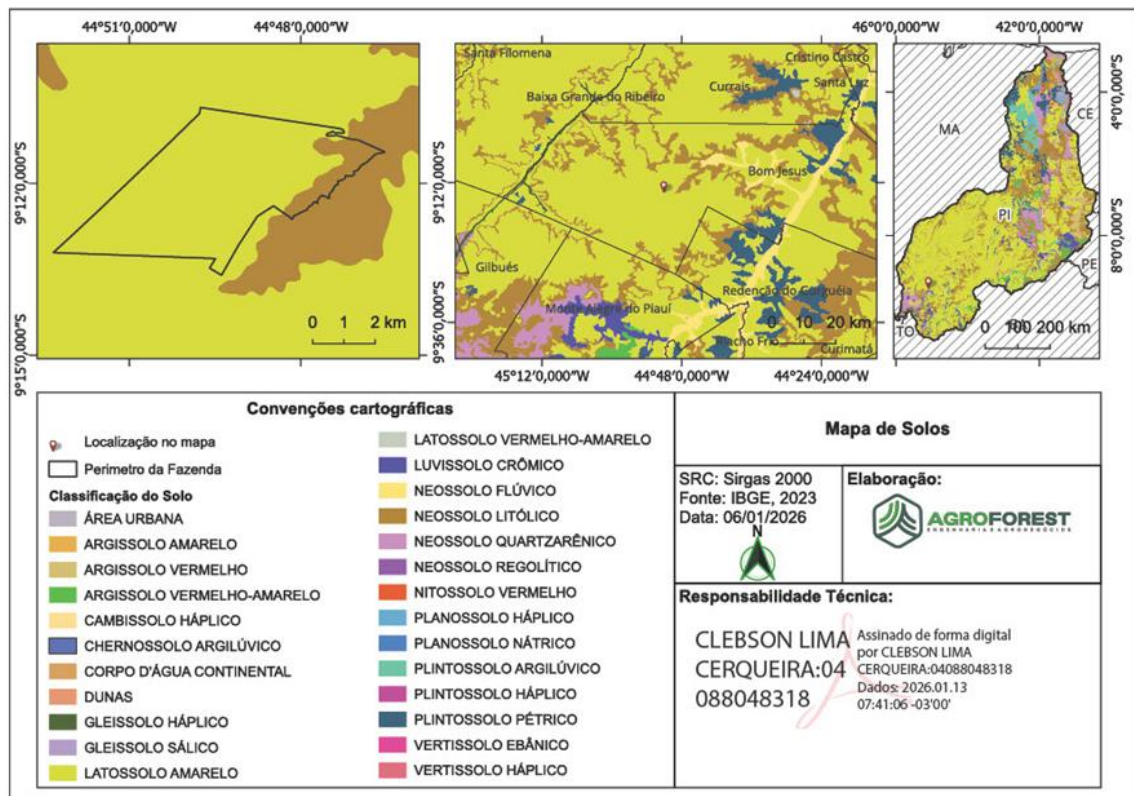 44°51'0,000"W 44°48'0,000"W
9°12'0,000"S
9°15'0,000"S
0 1 2 km
Santa Filomena
Cristino Castro
Currais
Santa Luz
Baixa Grande do Ribeiro
Bom Jesus
Gilbués
Redenção do Gurguéia
Monte Alegre do Piauí
0 10 20 km
Riacho Frio
Curimatá
9°12'0,000"S
9°36'0,000"S
45°12'0,000"W 44°48'0,000"W 44°24'0,000"W
46°0'0,000"W 42°0'0,000"W
4°0'0,000"S
8°0'0,000"S
MA
CE
PI
PE
TO
BA
0 100 200 km
Convenções cartográficas
Localização no mapa
Perimetro da Fazenda
Classificação do Solo
ÁREA URBANA
ARGISSOLO AMARELO
ARGISSOLO VERMELHO
ARGISSOLO VERMELHO-AMARELO
CAMBISSOLO HÁPLICO
CHERNOSSOLO ARGILÚVICO
CORPO D'ÁGUA CONTINENTAL
DUNAS
GLEISSOLO HÁPLICO
GLEISSOLO SÁLICO
LATOSSOLO AMARELO
LATOSSOLO VERMELHO-AMARELO
LUVISSOLO CRÔMICO
NEOSSOLO FLÚVICO
NEOSSOLO LITÓLICO
NEOSSOLO QUARTZARÊNICO
NEOSSOLO REGOLÍTICO
NITOSSOLO VERMELHO
PLANOSSOLO HÁPLICO
PLANOSSOLO NÁTRICO
PLINTOSSOLO ARGILÚVICO
PLINTOSSOLO HÁPLICO
PLINTOSSOLO PÉTRICO
VERTISSOLO EBÂNICO
VERTISSOLO HÁPLICO
Mapa de Solos
SRC: Sirgas 2000
Fonte: IBGE, 2023
Data: 06/01/2026
N
Elaboração:
AGROFOREST
ENGENHARIA E AGRONEGÓCIOS
Responsabilidade Técnica:
CLEBSON LIMA
CERQUEIRA:04
088048318
Assinado de forma digital
por CLEBSON LIMA
CERQUEIRA:04088048318
Dados: 2026.01.13
07:41:06 -03'00'